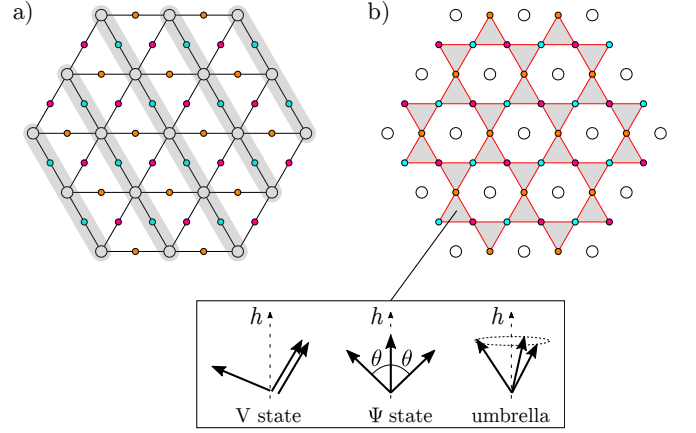 a)
b)
h
h
h
θ
θ
V state
Ψ state
umbrella